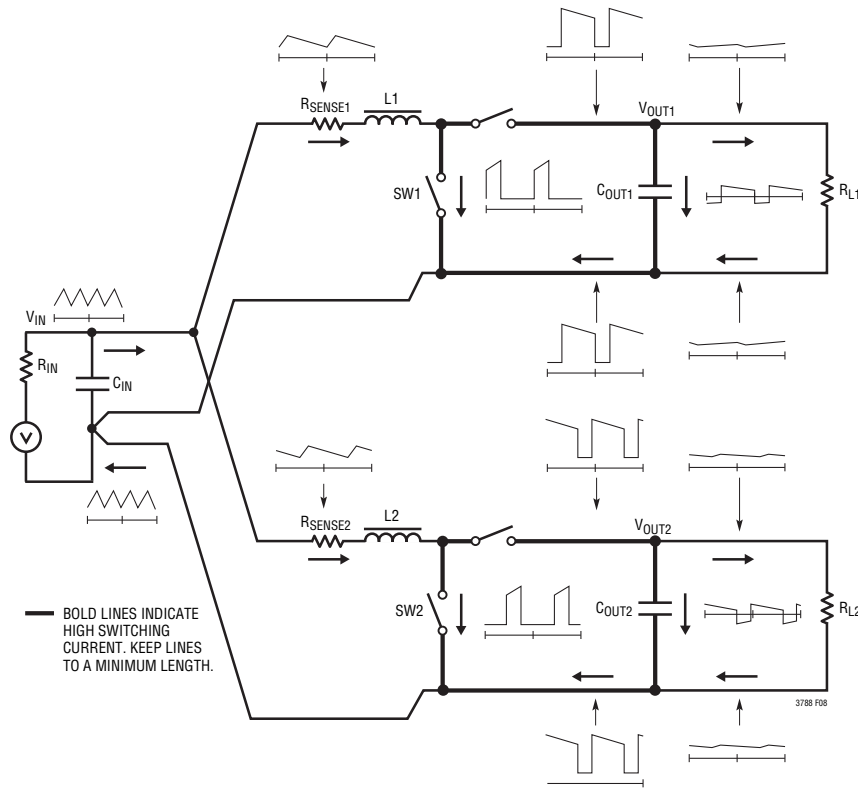 RSENSE1
L1
VOUT1
SW1
COUT1
RL1
VIN
RIN
CIN
V
RSENSE2
L2
VOUT2
SW2
COUT2
RL2
BOLD LINES INDICATE
HIGH SWITCHING
CURRENT. KEEP LINES
TO A MINIMUM LENGTH.
3788 F08